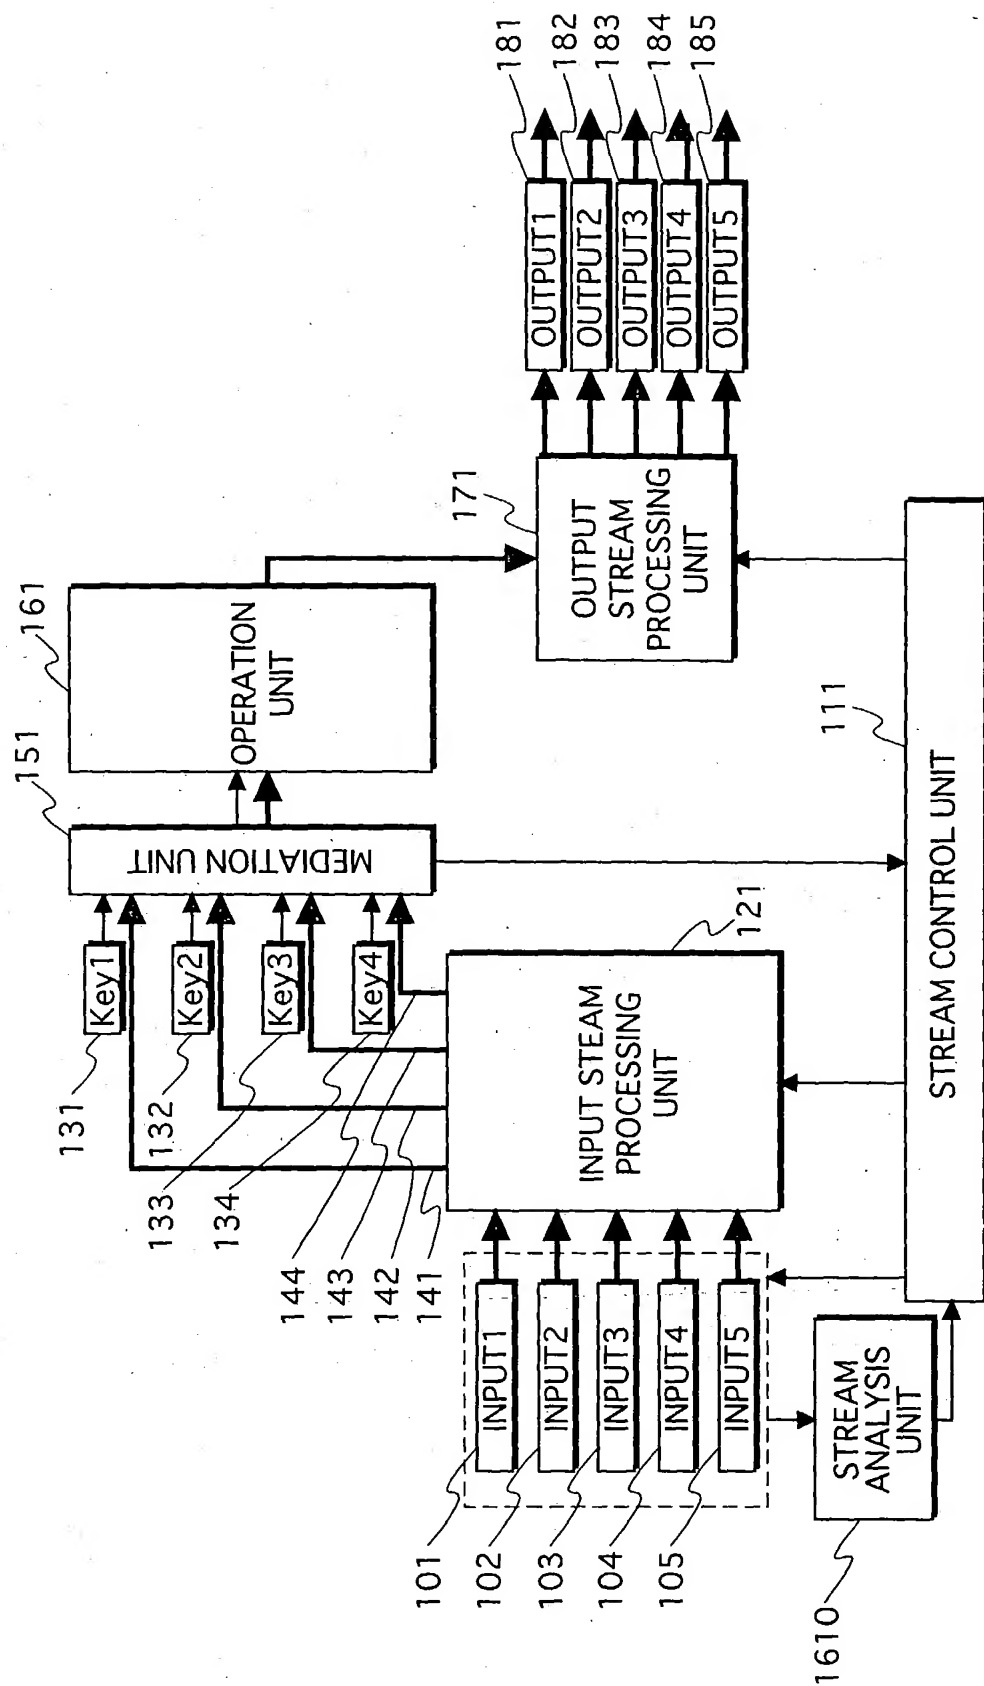 131
Key1
132
Key2
133
Key3
134
Key4
144
143
142
141
151
MEDIATION UNIT
161
OPERATION
UNIT
101
INPUT1
102
INPUT2
103
INPUT3
104
INPUT4
105
INPUT5
121
INPUT STEAM
PROCESSING
UNIT
171
OUTPUT
STREAM
PROCESSING
UNIT
OUTPUT1
181
OUTPUT2
182
OUTPUT3
183
OUTPUT4
184
OUTPUT5
185
1610
STREAM
ANALYSIS
UNIT
111
STREAM CONTROL UNIT